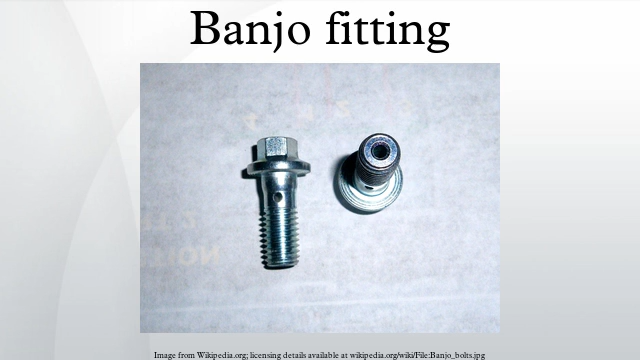 Banjo fitting
Image from Wikipedia.org; licensing details available at wikipedia.org/wiki/File:Banjo_bolts.jpg